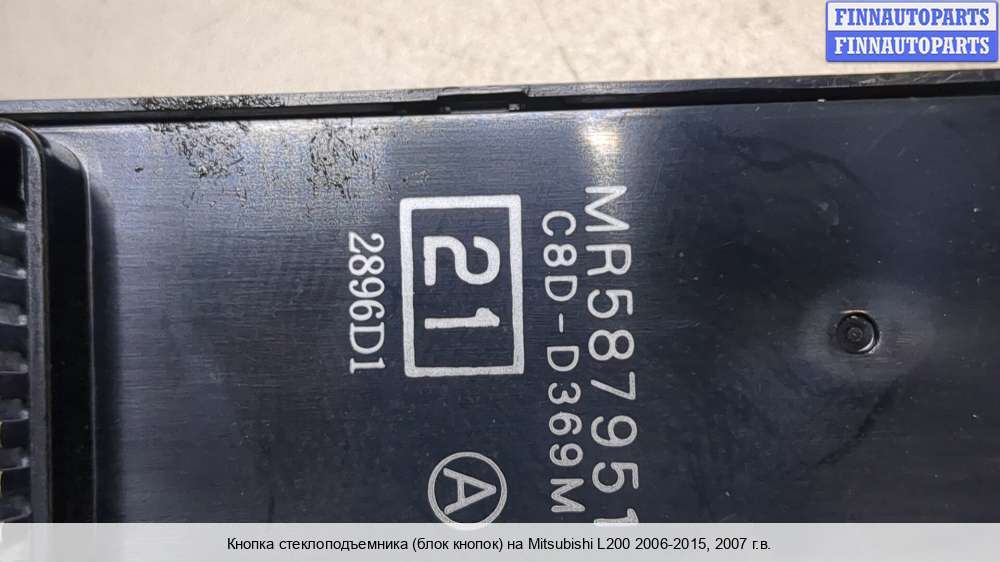 FINNAUTOPARTS
FINNAUTOPARTS
MR587951
C8D-D369M
21
2896D1
A
Кнопка стеклоподъемника (блок кнопок) на Mitsubishi L200 2006-2015, 2007 г.в.